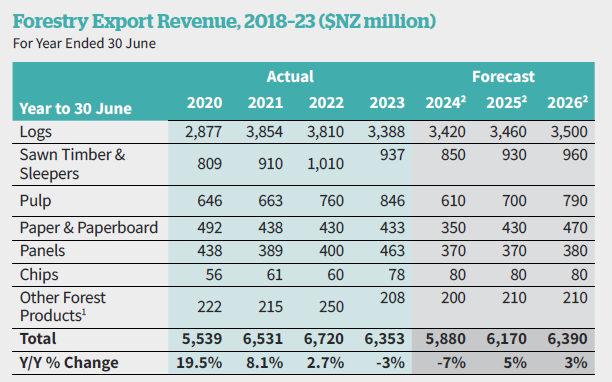 Forestry Export Revenue, 2018-23 ($NZ million)
For Year Ended 30 June
Actual Forecast
Year to 30 June 2020 2021 2022 2023 2024² 2025² 2026²
Logs 2,877 3,854 3,810 3,388 3,420 3,460 3,500
Sawn Timber &
Sleepers 809 910 1,010 937 850 930 960
Pulp 646 663 760 846 610 700 790
Paper & Paperboard 492 438 430 433 350 430 470
Panels 438 389 400 463 370 370 380
Chips 56 61 60 78 80 80 80
Other Forest
Products¹ 222 215 250 208 200 210 210
Total 5,539 6,531 6,720 6,353 5,880 6,170 6,390
Y/Y % Change 19.5% 8.1% 2.7% -3% -7% 5% 3%